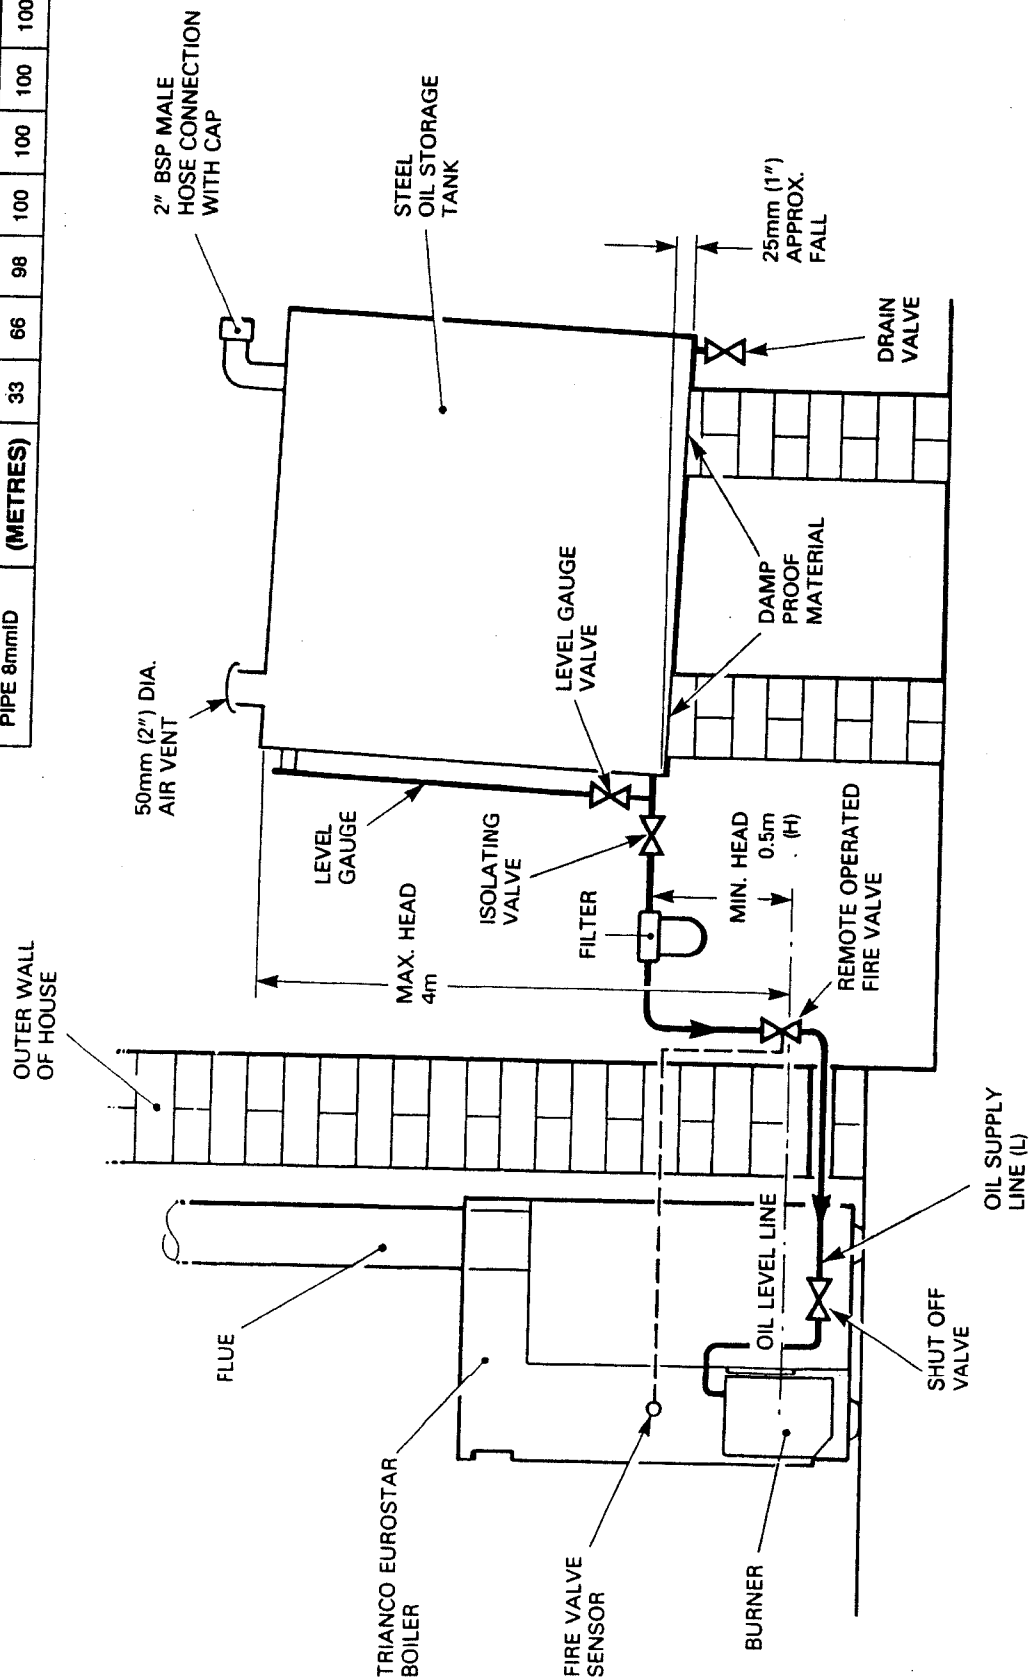 PIPE 8mmID (METRES) 33 66 98 100 100 100 100
OUTER WALL
OF HOUSE
50mm (2") DIA.
AIR VENT
2" BSP MALE
HOSE CONNECTION
WITH CAP
FLUE
MAX. HEAD
4m
LEVEL
GAUGE
STEEL
OIL STORAGE
TANK
TRIANCO EUROSTAR
BOILER
ISOLATING
VALVE
LEVEL GAUGE
VALVE
FILTER
FIRE VALVE
SENSOR
MIN. HEAD
0.5m
(H)
DAMP
PROOF
MATERIAL
25mm (1")
APPROX.
FALL
OIL LEVEL LINE
REMOTE OPERATED
FIRE VALVE
DRAIN
VALVE
BURNER
SHUT OFF
VALVE
OIL SUPPLY
LINE (L)